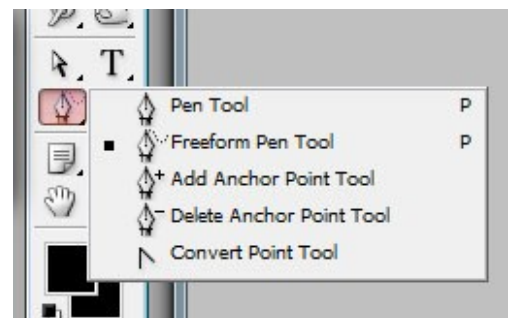 T
Pen Tool P
Freeform Pen Tool P
Add Anchor Point Tool
Delete Anchor Point Tool
Convert Point Tool